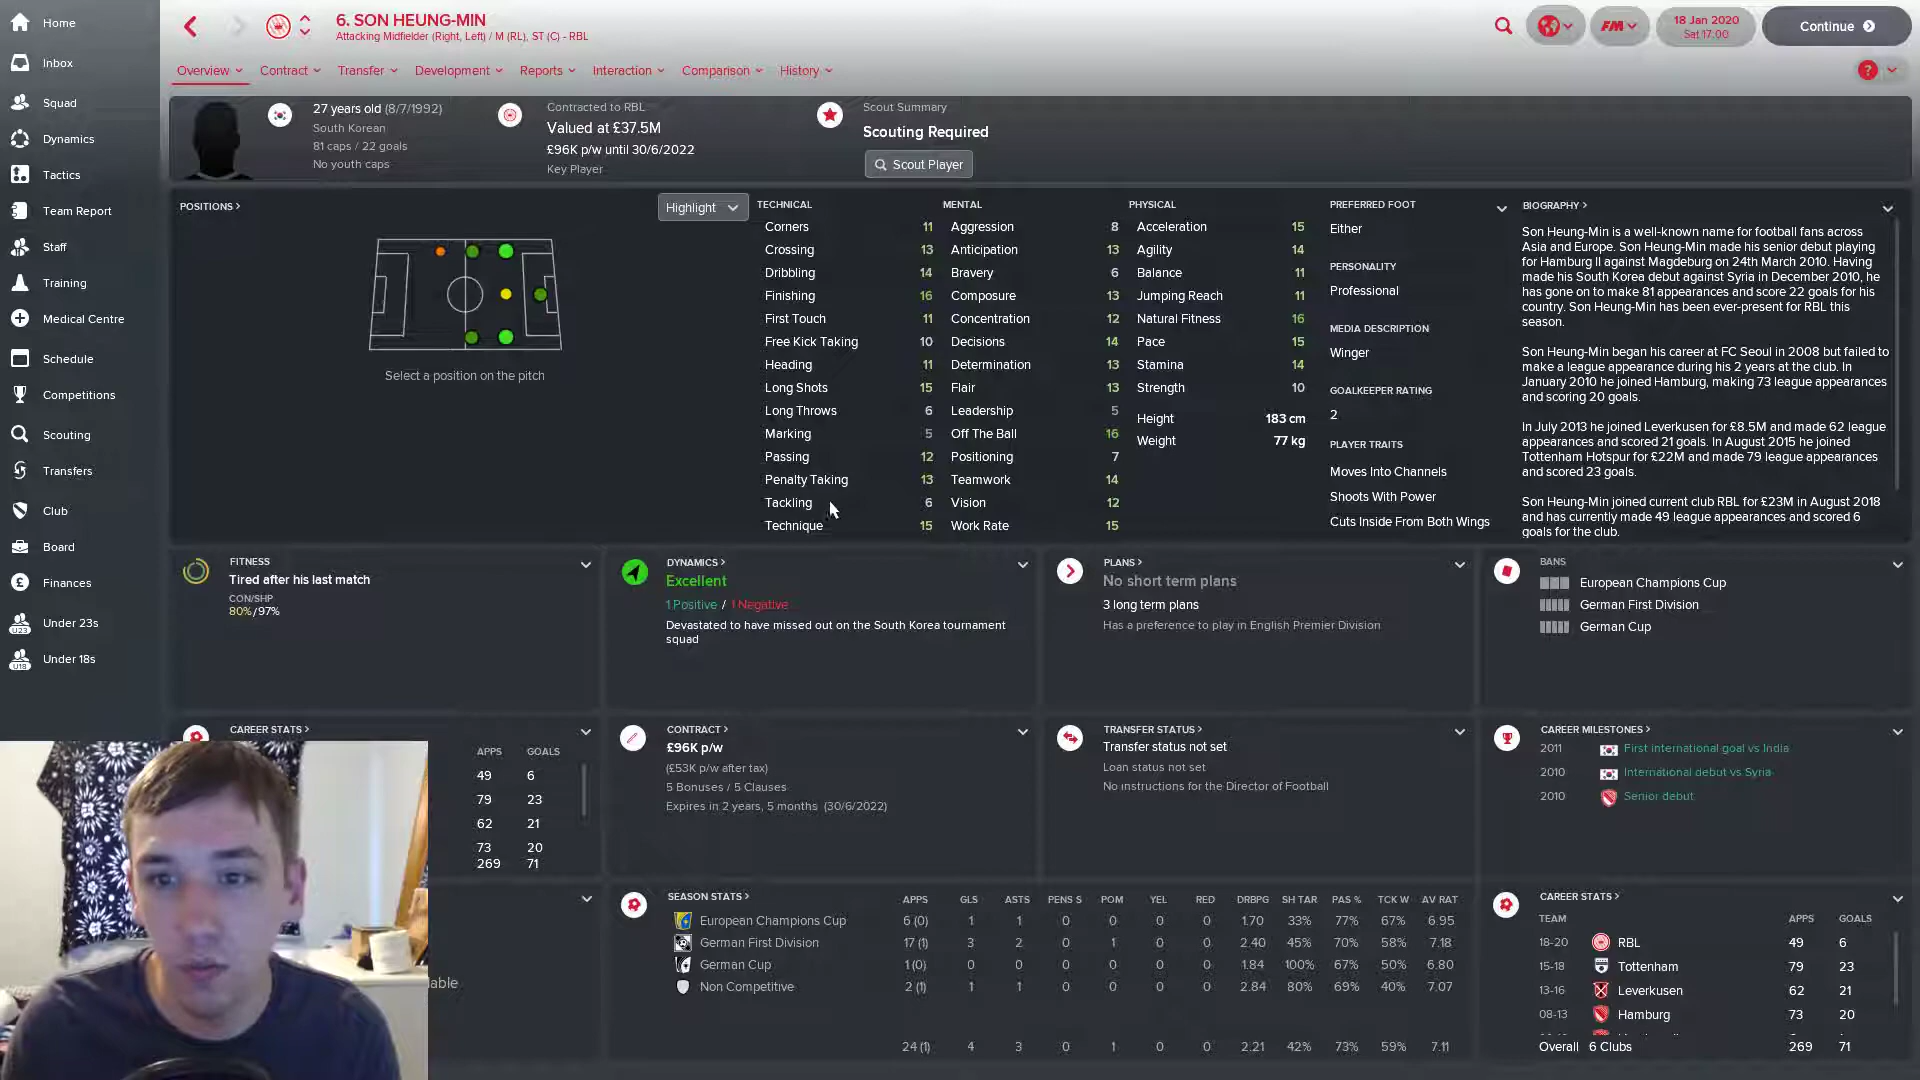 Home
Inbox
Squad
Dynamics
Tactics
Team Report
Staff
Training
Medical Centre
Schedule
Competitions
Scouting
Transfers
Club
Board
Finances
Under 23s
Under 18s
6. SON HEUNG-MIN
Attacking Midfielder (Right, Left) / M (RL), ST (C) - RBL
FM
18 Jan 2020
Sat 17:00
Continue
Overview
Contract
Transfer
Development
Reports
Interaction
Comparison
History
?
27 years old (8/7/1992)
South Korean
81 caps / 22 goals
No youth caps
Contracted to RBL
Valued at £37.5M
£96K p/w until 30/6/2022
Key Player
Scout Summary
Scouting Required
Scout Player
POSITIONS >
Highlight
Select a position on the pitch
TECHNICAL
Corners 11
Crossing 13
Dribbling 14
Finishing 16
First Touch 11
Free Kick Taking 10
Heading 11
Long Shots 15
Long Throws 6
Marking 5
Passing 12
Penalty Taking 13
Tackling 6
Technique 15
MENTAL
Aggression 8
Anticipation 13
Bravery 6
Composure 13
Concentration 12
Decisions 14
Determination 13
Flair 13
Leadership 5
Off The Ball 16
Positioning 7
Teamwork 14
Vision 12
Work Rate 15
PHYSICAL
Acceleration 15
Agility 14
Balance 11
Jumping Reach 11
Natural Fitness 16
Pace 15
Stamina 14
Strength 10
Height 183 cm
Weight 77 kg
PREFERRED FOOT
Either
PERSONALITY
Professional
MEDIA DESCRIPTION
Winger
GOALKEEPER RATING
2
PLAYER TRAITS
Moves Into Channels
Shoots With Power
Cuts Inside From Both Wings
BIOGRAPHY >
Son Heung-Min is a well-known name for football fans across
Asia and Europe. Son Heung-Min made his senior debut playing
for Hamburg II against Magdeburg on 24th March 2010. Having
made his South Korea debut against Syria in December 2010, he
has gone on to make 81 appearances and score 22 goals for his
country. Son Heung-Min has been ever-present for RBL this
season.
Son Heung-Min began his career at FC Seoul in 2008 but failed to
make a league appearance during his 2 years at the club. In
January 2010 he joined Hamburg, making 73 league appearances
and scoring 20 goals.
In July 2013 he joined Leverkusen for £8.5M and made 62 league
appearances and scored 21 goals. In August 2015 he joined
Tottenham Hotspur for £22M and made 79 league appearances
and scored 23 goals.
Son Heung-Min joined current club RBL for £23M in August 2018
and has currently made 49 league appearances and scored 6
goals for the club.
FITNESS
Tired after his last match
CON/SHP
80%/97%
DYNAMICS >
Excellent
1 Positive / 1 Negative
Devastated to have missed out on the South Korea tournament
squad
PLANS >
No short term plans
3 long term plans
Has a preference to play in English Premier Division
BANS
European Champions Cup
German First Division
German Cup
CAREER STATS >
APPS GOALS
49 6
79 23
62 21
73 20
269 71
CONTRACT >
£96K p/w
(£53K p/w after tax)
5 Bonuses / 5 Clauses
Expires in 2 years, 5 months (30/6/2022)
TRANSFER STATUS >
Transfer status not set
Loan status not set
No instructions for the Director of Football
CAREER MILESTONES >
2011 First international goal vs India
2010 International debut vs Syria
2010 Senior debut
lable
SEASON STATS > APPS GLS ASTS PENS S POM YEL RED DRBPG SH TAR PAS % TCK W AV RAT
European Champions Cup 6 (0) 1 1 0 0 0 0 1.70 33% 77% 67% 6.95
German First Division 17 (1) 3 2 0 1 0 0 2.40 45% 70% 58% 7.18
German Cup 1 (0) 0 0 0 0 0 0 1.84 100% 67% 50% 6.80
Non Competitive 2 (1) 1 1 0 0 0 0 2.84 80% 69% 40% 7.07
24 (1) 4 3 0 1 0 0 2.21 42% 73% 59% 7.11
CAREER STATS >
TEAM APPS GOALS
18-20 RBL 49 6
15-18 Tottenham 79 23
13-16 Leverkusen 62 21
08-13 Hamburg 73 20
Overall 6 Clubs 269 71